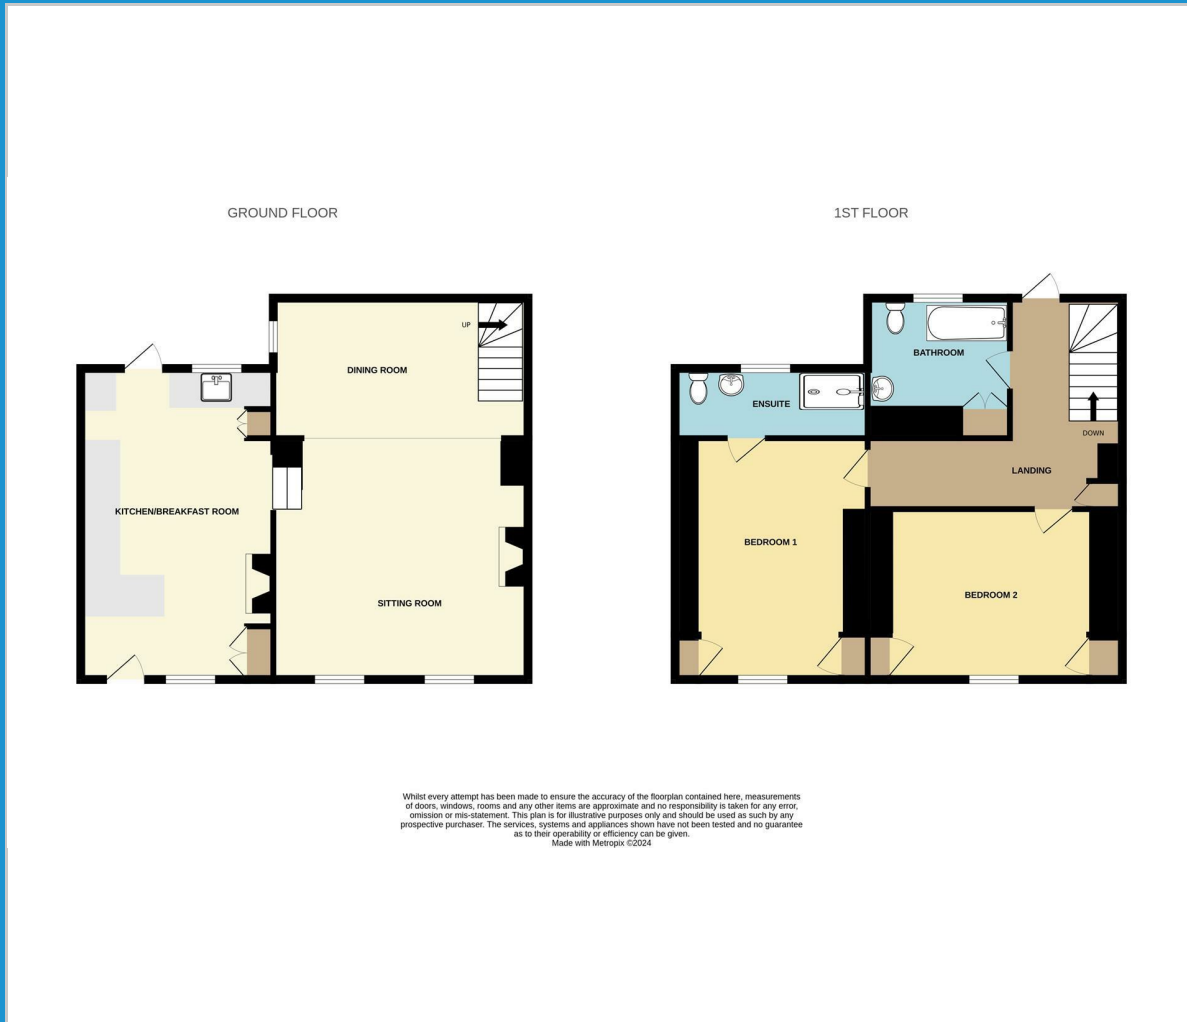 GROUND FLOOR
1ST FLOOR
UP
DINING ROOM
KITCHEN/BREAKFAST ROOM
SITTING ROOM
BATHROOM
ENSUITE
DOWN
LANDING
BEDROOM 1
BEDROOM 2
Whilst every attempt has been made to ensure the accuracy of the floorplan contained here, measurements
of doors, windows, rooms and any other items are approximate and no responsibility is taken for any error,
omission or mis-statement. This plan is for illustrative purposes only and should be used as such by any
prospective purchaser. The services, systems and appliances shown have not been tested and no guarantee
as to their operability or efficiency can be given.
Made with Metropix ©2024